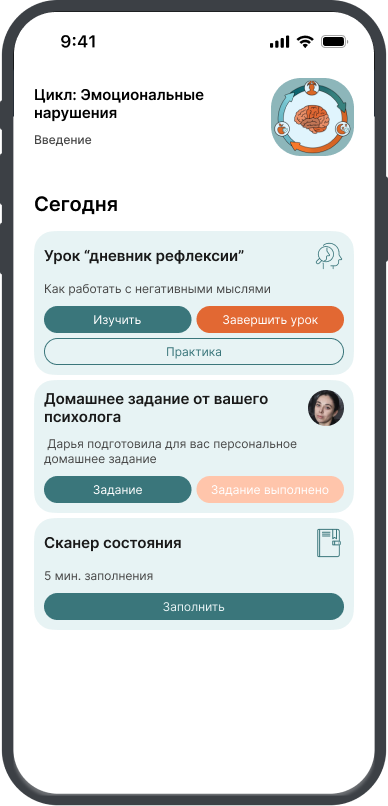 9:41
Цикл: Эмоциональные
нарушения
Введение
Сегодня
Урок “дневник рефлексии”
Как работать с негативными мыслями
Изучить
Завершить урок
Практика
Домашнее задание от вашего
психолога
Дарья подготовила для вас персональное
домашнее задание
Задание
Задание выполнено
Сканер состояния
5 мин. заполнения
Заполнить